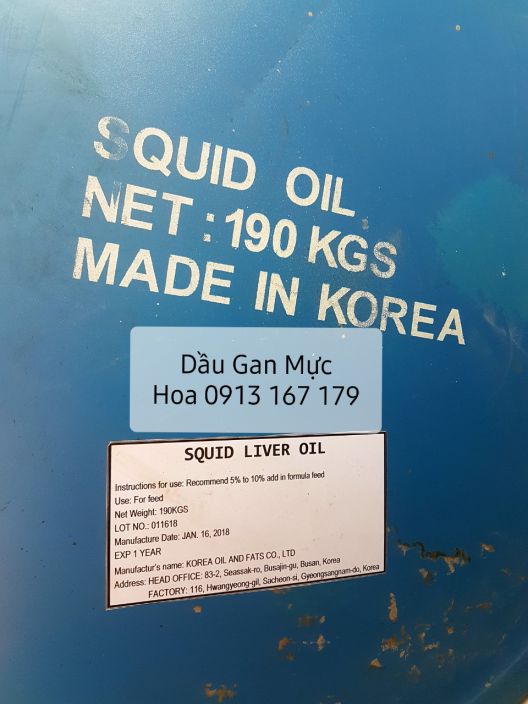 SQUID OIL
NET : 190 KGS
MADE IN KOREA
Dầu Gan Mực
Hoa 0913 167 179
SQUID LIVER OIL
Instructions for use: Recommend 5% to 10% add in formula feed
Use: For feed
Net Weight: 190KGS
LOT NO.: 011618
Manufacture Date: JAN. 16, 2018
EXP 1 YEAR
Manufactur's name: KOREA OIL AND FATS CO., LTD
Address: HEAD OFFICE: 83-2, Seassak-ro, Busajin-gu, Busan, Korea
FACTORY: 116, Hwangyeong-gil, Sacheon-si, Gyeongsangnam-do, Korea